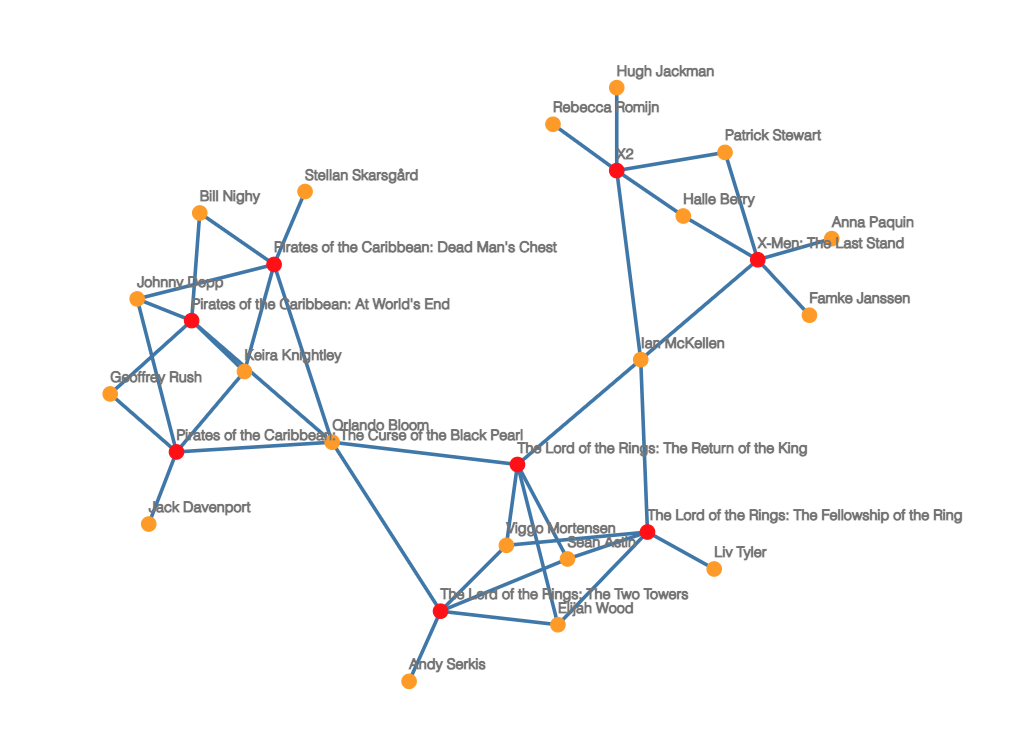 Hugh Jackman
Rebecca Romijn
Patrick Stewart
X2
Stellan Skarsgård
Bill Nighy
Halle Berry
Anna Paquin
X-Men: The Last Stand
Pirates of the Caribbean: Dead Man's Chest
Johnny Depp
Famke Janssen
Pirates of the Caribbean: At World's End
Ian McKellen
Keira Knightley
Geoffrey Rush
Orlando Bloom
Pirates of the Caribbean: The Curse of the Black Pearl
The Lord of the Rings: The Return of the King
Jack Davenport
The Lord of the Rings: The Fellowship of the Ring
Viggo Mortensen
Sean Astin
Liv Tyler
The Lord of the Rings: The Two Towers
Elijah Wood
Andy Serkis